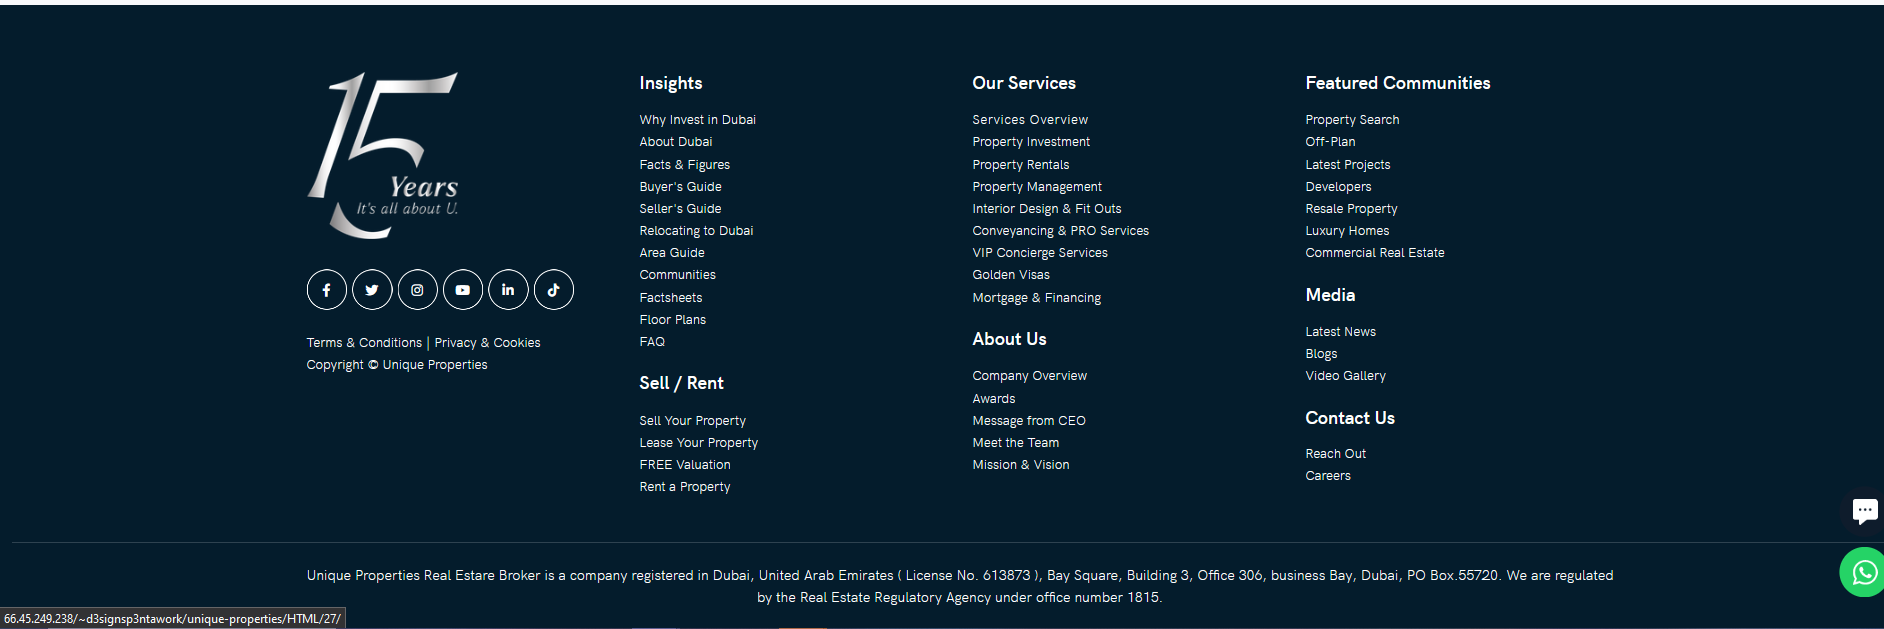 15
Years
It's all about U.
Terms & Conditions | Privacy & Cookies
Copyright © Unique Properties
Insights
Why Invest in Dubai
About Dubai
Facts & Figures
Buyer's Guide
Seller's Guide
Relocating to Dubai
Area Guide
Communities
Factsheets
Floor Plans
FAQ
Sell / Rent
Sell Your Property
Lease Your Property
FREE Valuation
Rent a Property
Our Services
Services Overview
Property Investment
Property Rentals
Property Management
Interior Design & Fit Outs
Conveyancing & PRO Services
VIP Concierge Services
Golden Visas
Mortgage & Financing
About Us
Company Overview
Awards
Message from CEO
Meet the Team
Mission & Vision
Featured Communities
Property Search
Off-Plan
Latest Projects
Developers
Resale Property
Luxury Homes
Commercial Real Estate
Media
Latest News
Blogs
Video Gallery
Contact Us
Reach Out
Careers
Unique Properties Real Estare Broker is a company registered in Dubai, United Arab Emirates ( License No. 613873 ), Bay Square, Building 3, Office 306, business Bay, Dubai, PO Box.55720. We are regulated
by the Real Estate Regulatory Agency under office number 1815.
66.45.249.238/~d3signsp3ntawork/unique-properties/HTML/27/